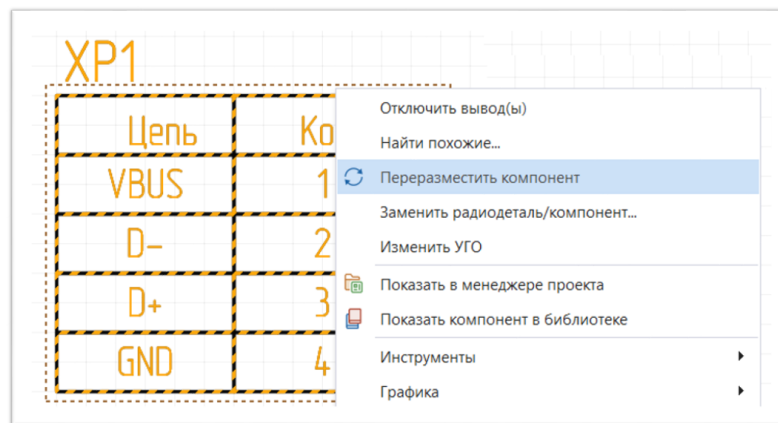 XP1
Цепь Ко
VBUS 1
D– 2
D+ 3
GND 4
Отключить вывод(ы)
Найти похожие...
Переразместить компонент
Заменить радиодеталь/компонент...
Изменить УГО
Показать в менеджере проекта
Показать компонент в библиотеке
Инструменты
Графика